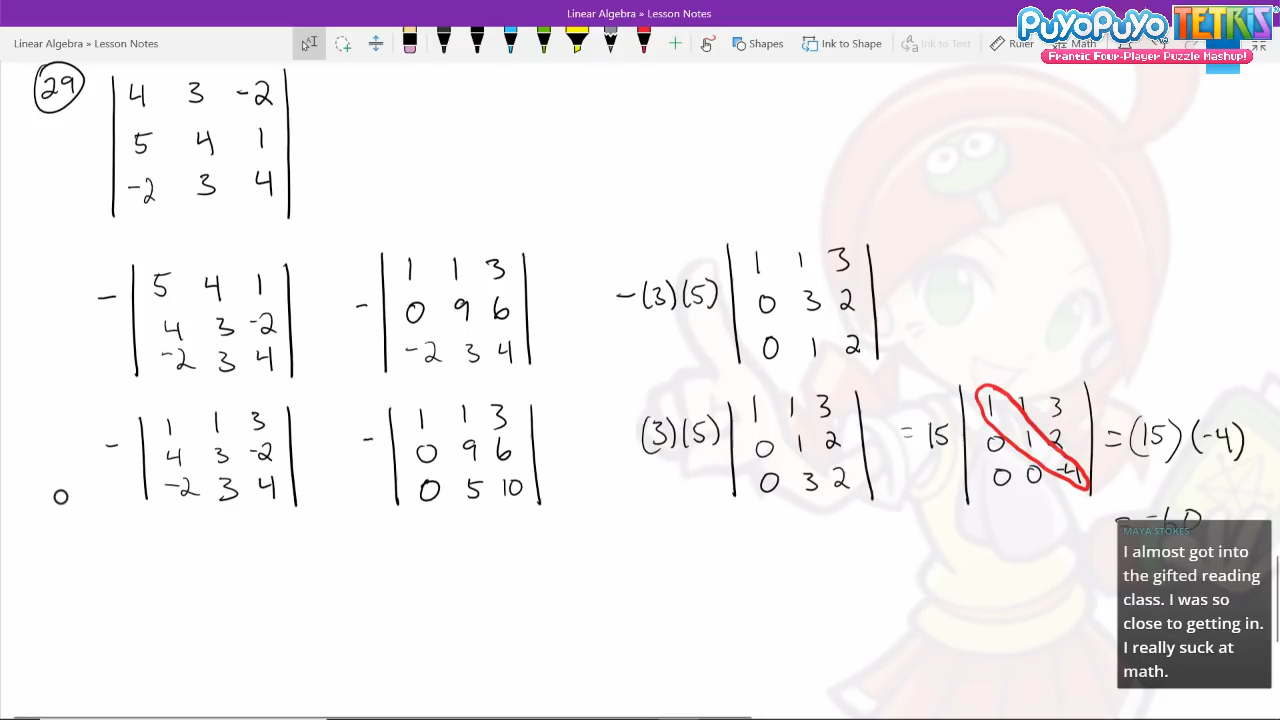 Linear Algebra » Lesson Notes
Linear Algebra » Lesson Notes
Shapes
Ink to Shape
Ink to Text
Ruler
Math
PUYOPUYO TETRIS
Frantic Four-Player Puzzle Mashup!
29
4 3 -2
5 4 1
-2 3 4
- | 5 4 1 |
4 3 -2
-2 3 4
- | 1 1 3 |
0 9 6
-2 3 4
-(3)(5) | 1 1 3 |
0 3 2
0 1 2
- | 1 1 3 |
4 3 -2
-2 3 4
- | 1 1 3 |
0 9 6
0 5 10
(3)(5) | 1 1 3 |
0 1 2
0 3 2
= 15 | 1 1 3 |
0 1 2
0 0 -4
= (15)(-4)
= -60
MAYA STOKES
I almost got into
the gifted reading
class. I was so
close to getting in.
I really suck at
math.